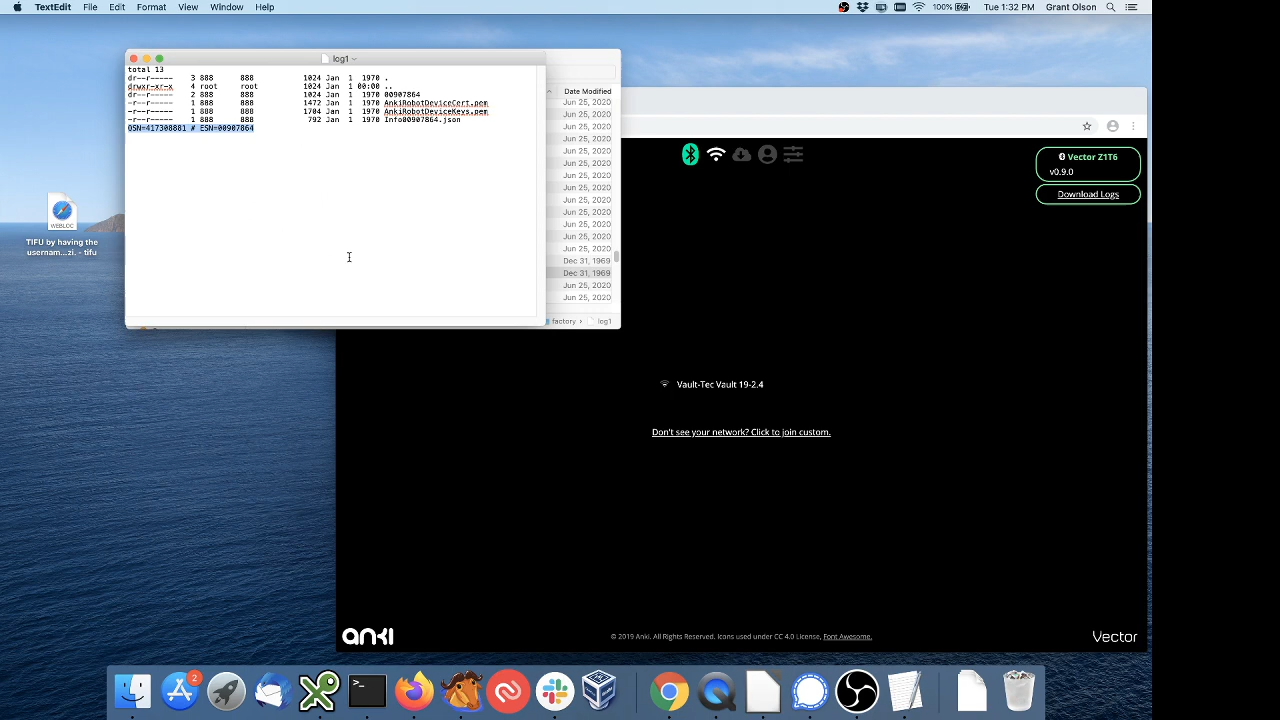 TextEdit File Edit Format View Window Help
100% Tue 1:32 PM Grant Olson
log1
total 13
dr--r----- 3 888 888 1024 Jan 1 1970 .
drwxr-xr-x 4 root root 1024 Jan 1 00:00 ..
dr--r----- 2 888 888 1024 Jan 1 1970 00907864
-r--r----- 1 888 888 1472 Jan 1 1970 AnkiRobotDeviceCert.pem
-r--r----- 1 888 888 1704 Jan 1 1970 AnkiRobotDeviceKeys.pem
-r--r----- 1 888 888 792 Jan 1 1970 Info00907864.json
QSN=417308881 # ESN=00907864
Date Modified
Jun 25, 2020
Jun 25, 2020
Jun 25, 2020
Jun 25, 2020
Jun 25, 2020
Jun 25, 2020
Jun 25, 2020
Jun 25, 2020
Jun 25, 2020
Jun 25, 2020
Jun 25, 2020
Jun 25, 2020
Jun 25, 2020
Dec 31, 1969
Dec 31, 1969
Jun 25, 2020
Jun 25, 2020
factory › log1
WEBLOC
TIFU by having the
usernam...zi. - tifu
Vector Z1T6
v0.9.0
Download Logs
Vault-Tec Vault 19-2.4
Don't see your network? Click to join custom.
anki
© 2019 Anki. All Rights Reserved. Icons used under CC 4.0 License, Font Awesome.
Vector
2
>_